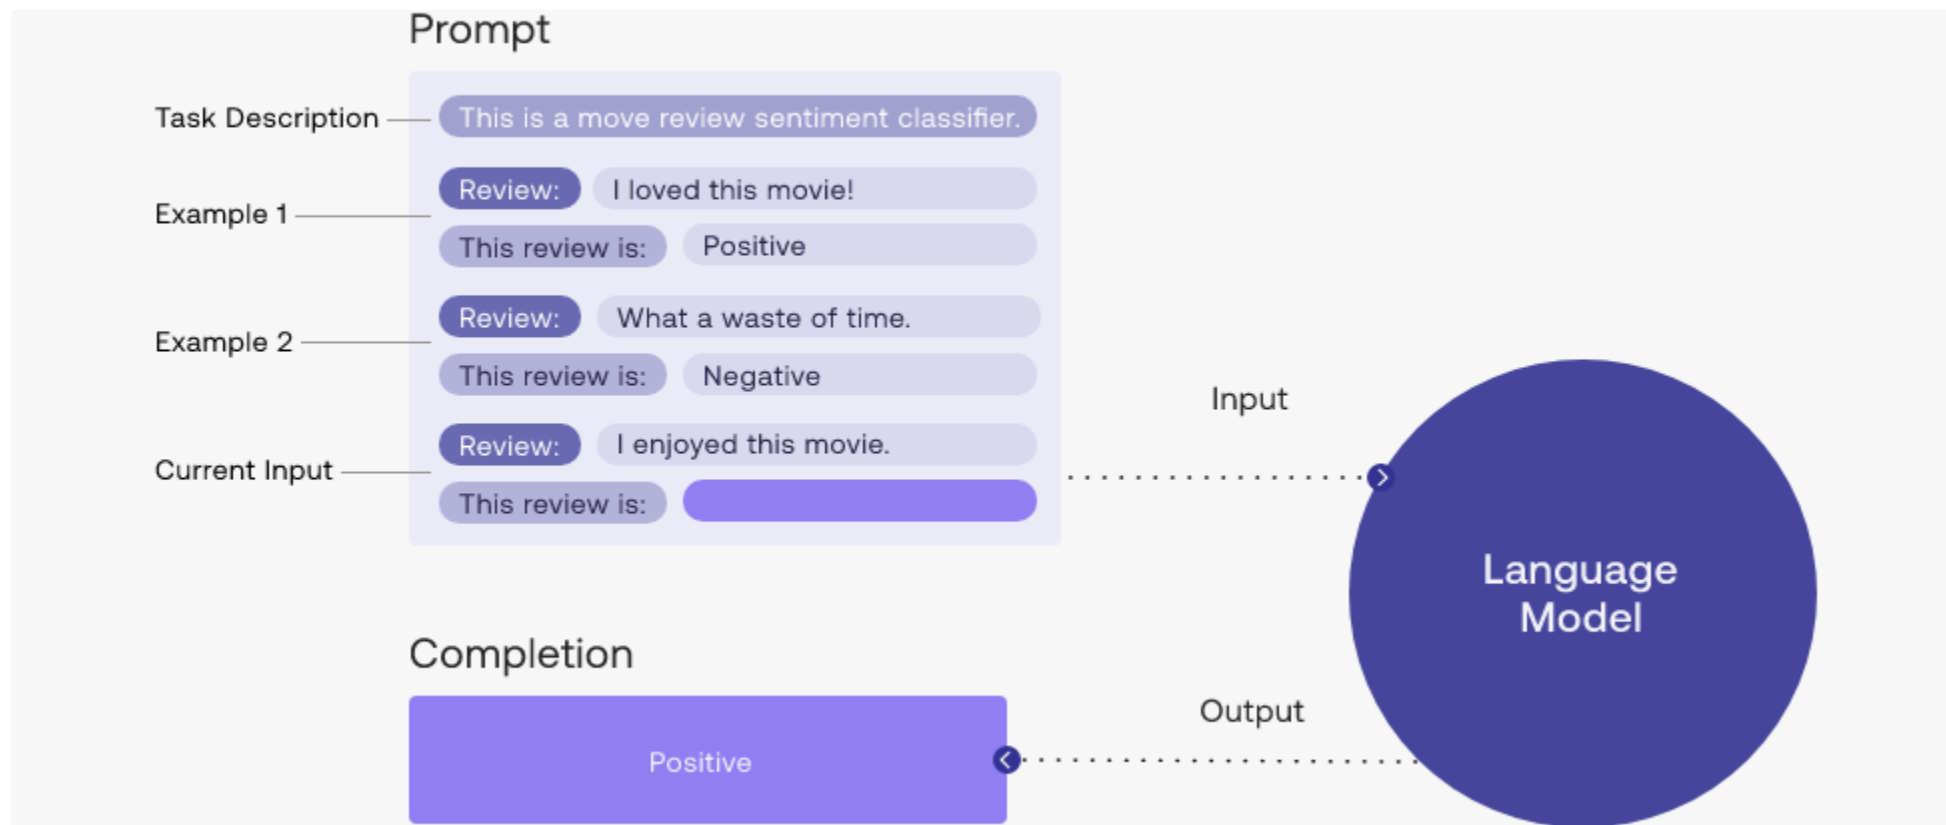 Prompt
Task Description
This is a move review sentiment classifier.
Example 1
Review: I loved this movie!
This review is: Positive
Example 2
Review: What a waste of time.
This review is: Negative
Current Input
Review: I enjoyed this movie.
This review is:
Input
Language
Model
Completion
Positive
Output